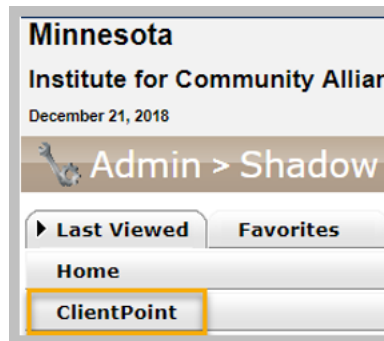 Minnesota
Institute for Community Allian
December 21, 2018
Admin > Shadow
Last Viewed Favorites
Home
ClientPoint